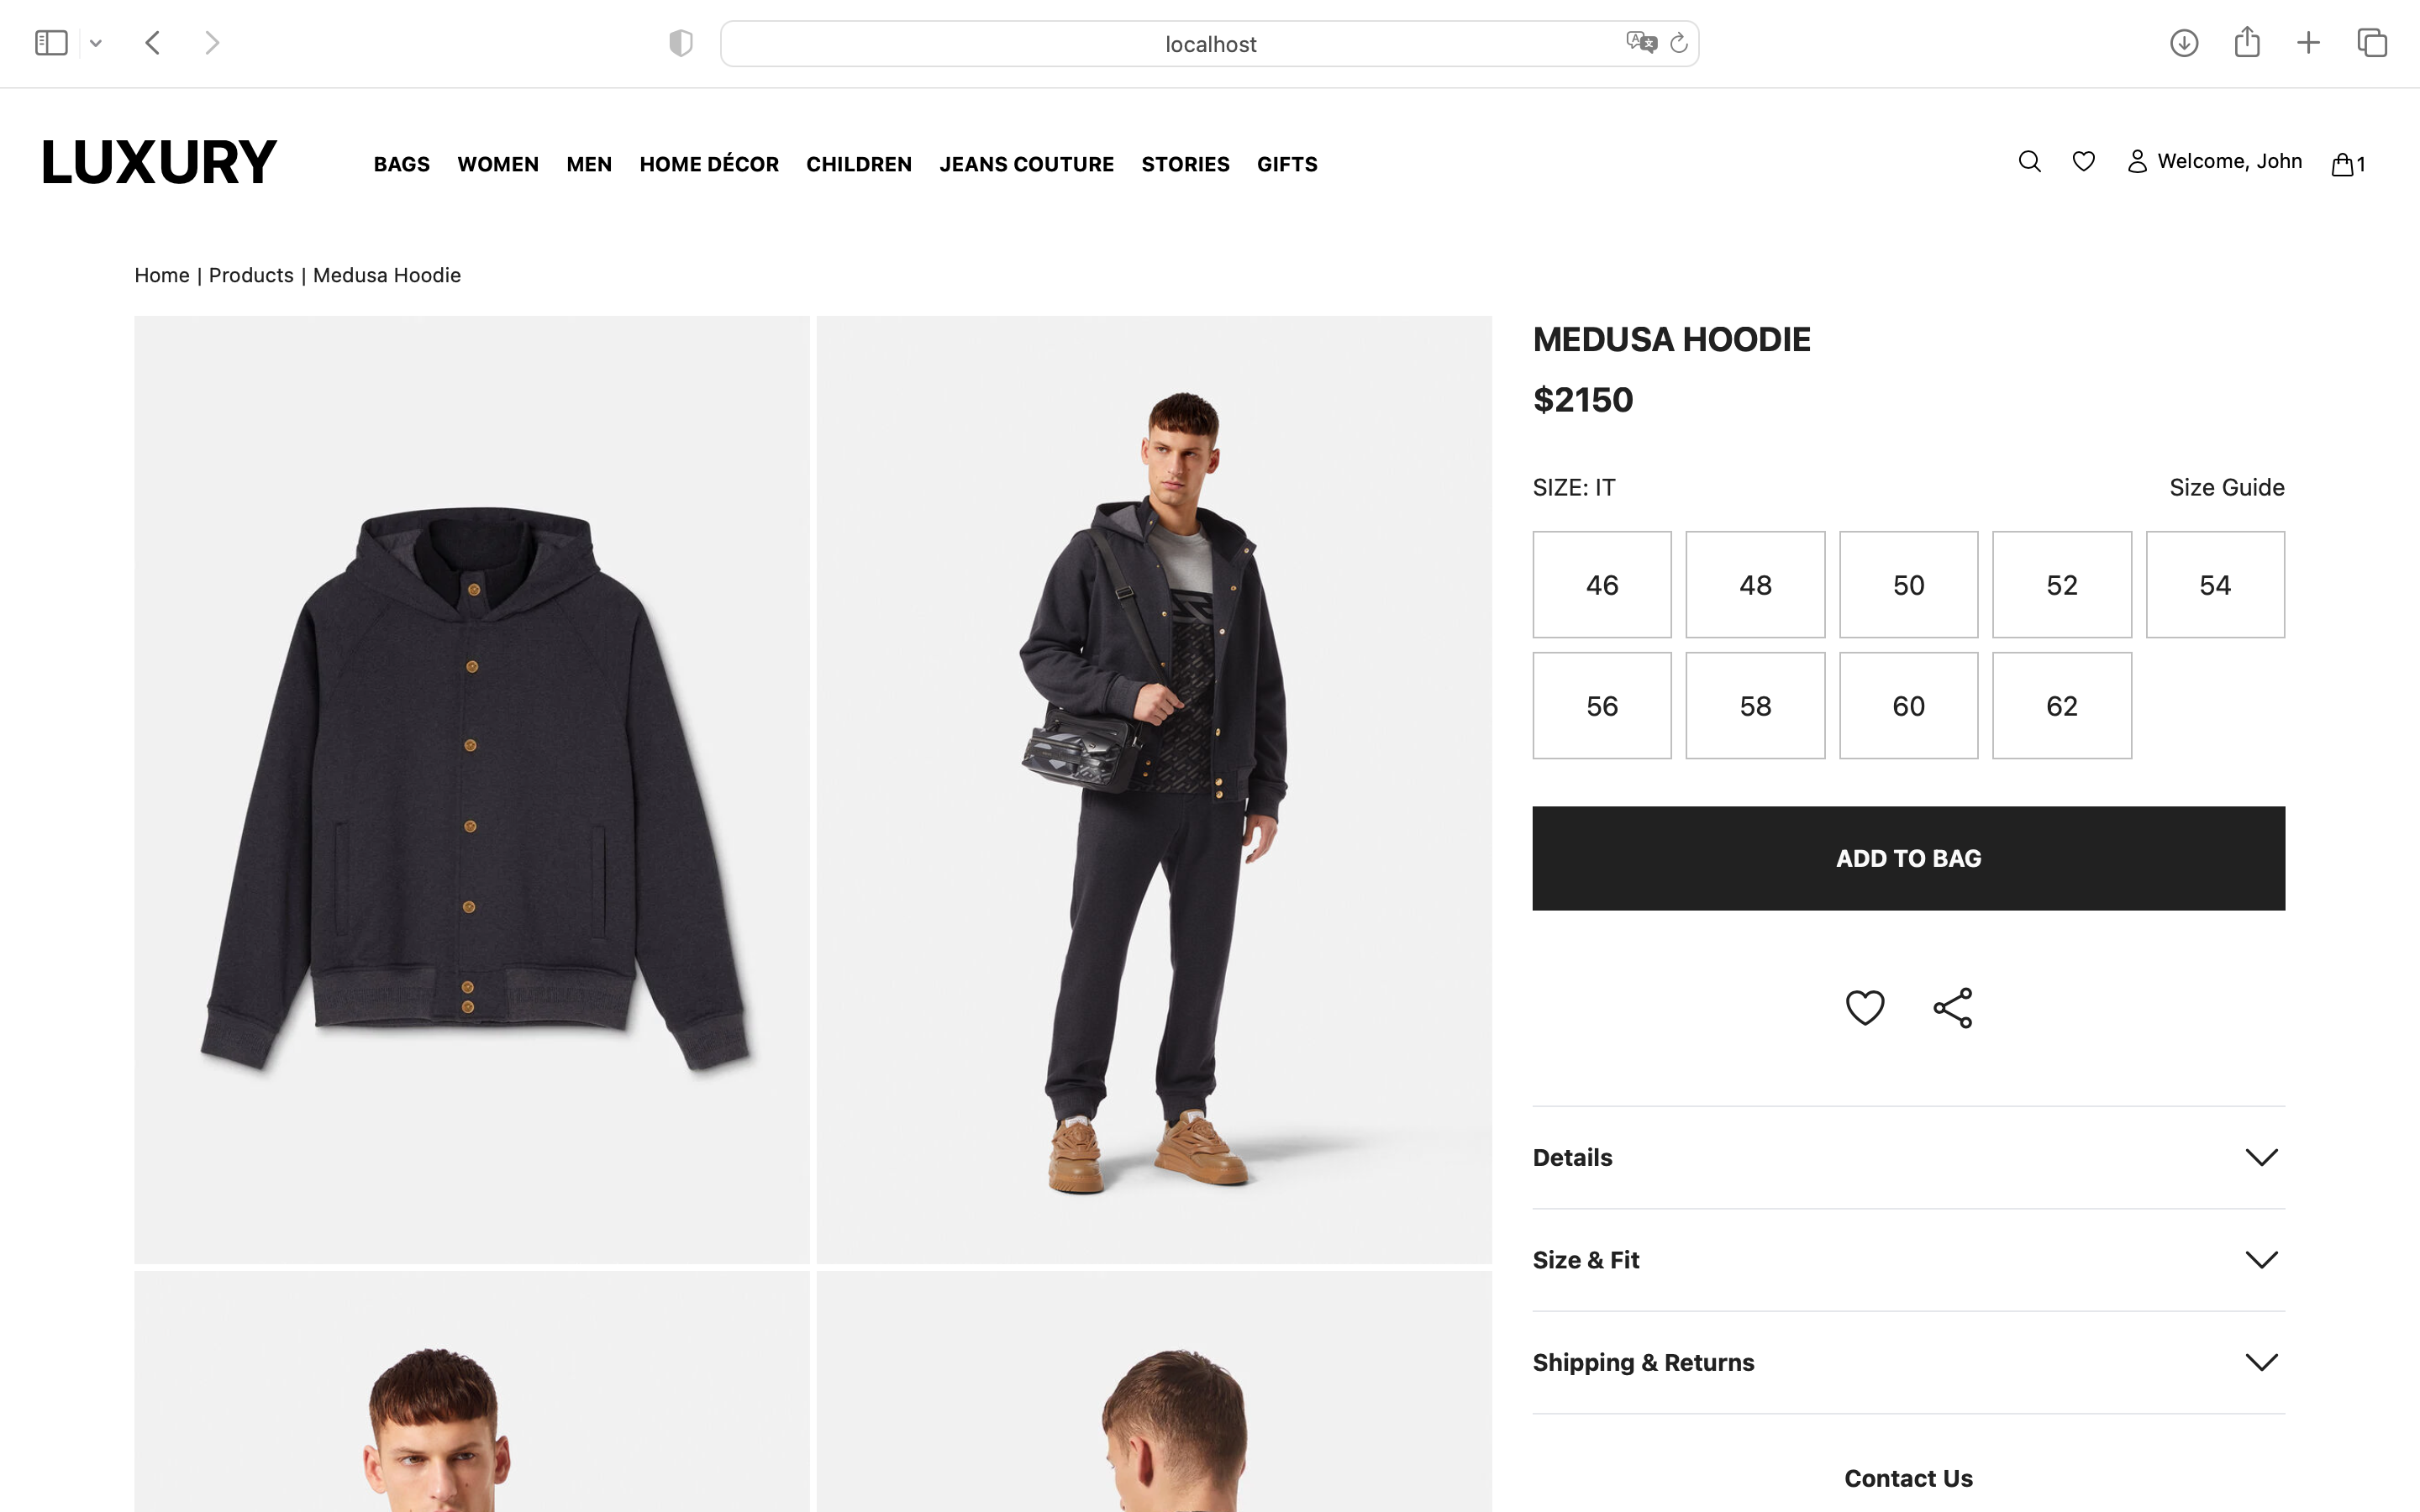 localhost
LUXURY
BAGS WOMEN MEN HOME DÉCOR CHILDREN JEANS COUTURE STORIES GIFTS
Welcome, John
1
Home | Products | Medusa Hoodie
MEDUSA HOODIE
$2150
SIZE: IT
Size Guide
46 48 50 52 54
56 58 60 62
ADD TO BAG
Details
Size & Fit
Shipping & Returns
Contact Us